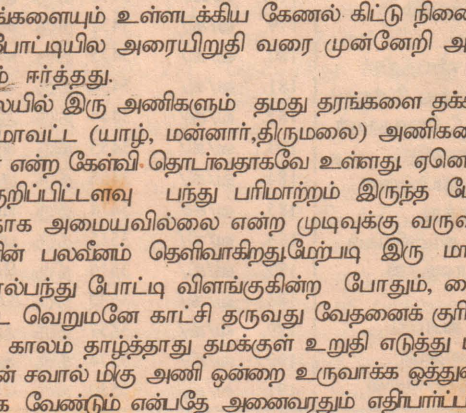 ங்களையும் உள்ளடக்கிய கேணல் கிட்டு நினை
போட்டியில அரையிறுதி வரை முன்னேறி அ
ம் ஈர்த்தது.
லையில் இரு அணிகளும் தமது தரங்களை தக்
மாவட்ட (யாழ், மன்னார்,திருமலை) அணிகளை
என்ற கேள்வி தொடர்வதாகவே உள்ளது. ஏனெ
குறிப்பிட்டளவு பந்து பரிமாற்றம் இருந்த போ
தாக அமையவில்லை என்ற முடிவுக்கு வருவ
ின் பலவீனம் தெளிவாகிறது.மேற்படி இரு மா
ால்பந்து போட்டி விளங்குகின்ற போதும், மை
ட வெறுமனே காட்சி தருவது வேதனைக் குரி
காலம் தாழ்த்தாது தமக்குள் உறுதி எடுத்து ப
ன் சவால் மிகு அணி ஒன்றை உருவாக்க ஒத்துழை
க வேண்டும் என்பதே அனைவரதும் எதிர்பார்ப்ப